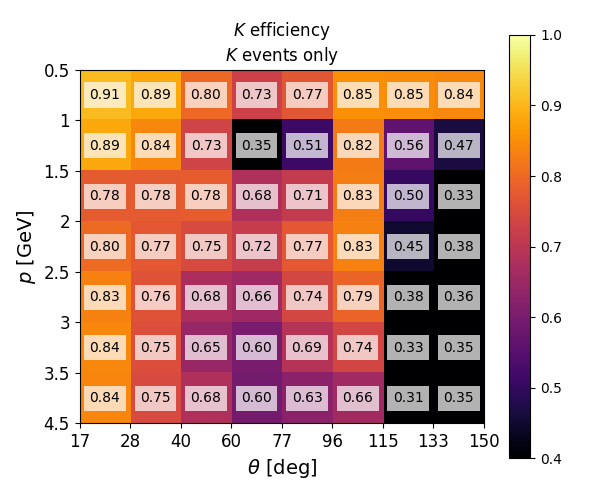 K efficiency
K events only
0.5
0.91 0.89 0.80 0.73 0.77 0.85 0.85 0.84
1
0.89 0.84 0.73 0.35 0.51 0.82 0.56 0.47
1.5
0.78 0.78 0.78 0.68 0.71 0.83 0.50 0.33
2
0.80 0.77 0.75 0.72 0.77 0.83 0.45 0.38
2.5
0.83 0.76 0.68 0.66 0.74 0.79 0.38 0.36
3
0.84 0.75 0.65 0.60 0.69 0.74 0.33 0.35
3.5
0.84 0.75 0.68 0.60 0.63 0.66 0.31 0.35
4.5
17 28 40 60 77 96 115 133 150
θ [deg]
p [GeV]
1.0
0.9
0.8
0.7
0.6
0.5
0.4